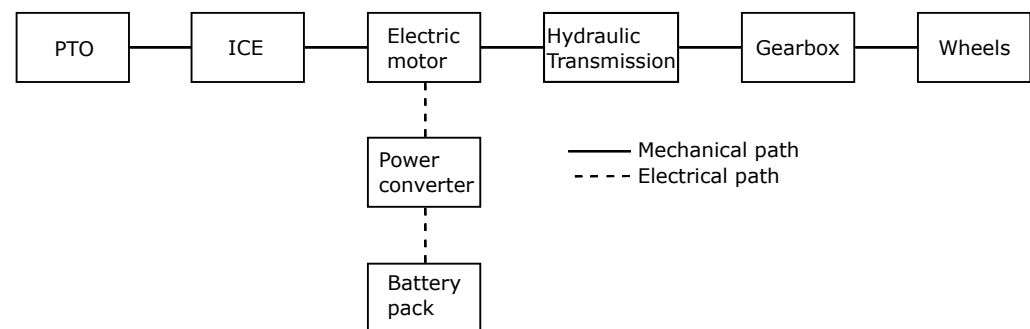 PTO
ICE
Electric
motor
Hydraulic
Transmission
Gearbox
Wheels
Power
converter
Mechanical path
Electrical path
Battery
pack